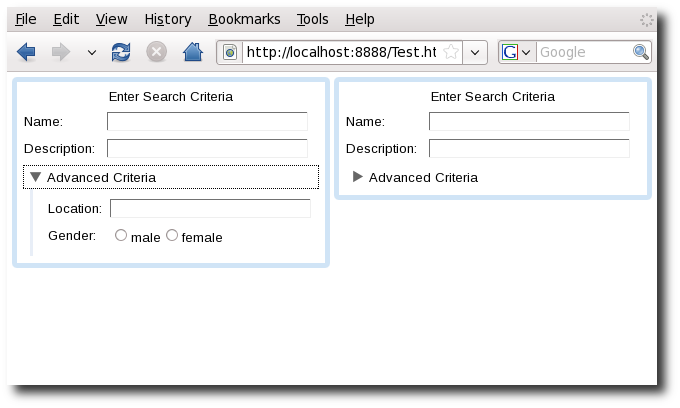 File Edit View History Bookmarks Tools Help
http://localhost:8888/Test.ht
G Google
Enter Search Criteria
Name:
Description:
Advanced Criteria
Location:
Gender: male female
Enter Search Criteria
Name:
Description:
Advanced Criteria